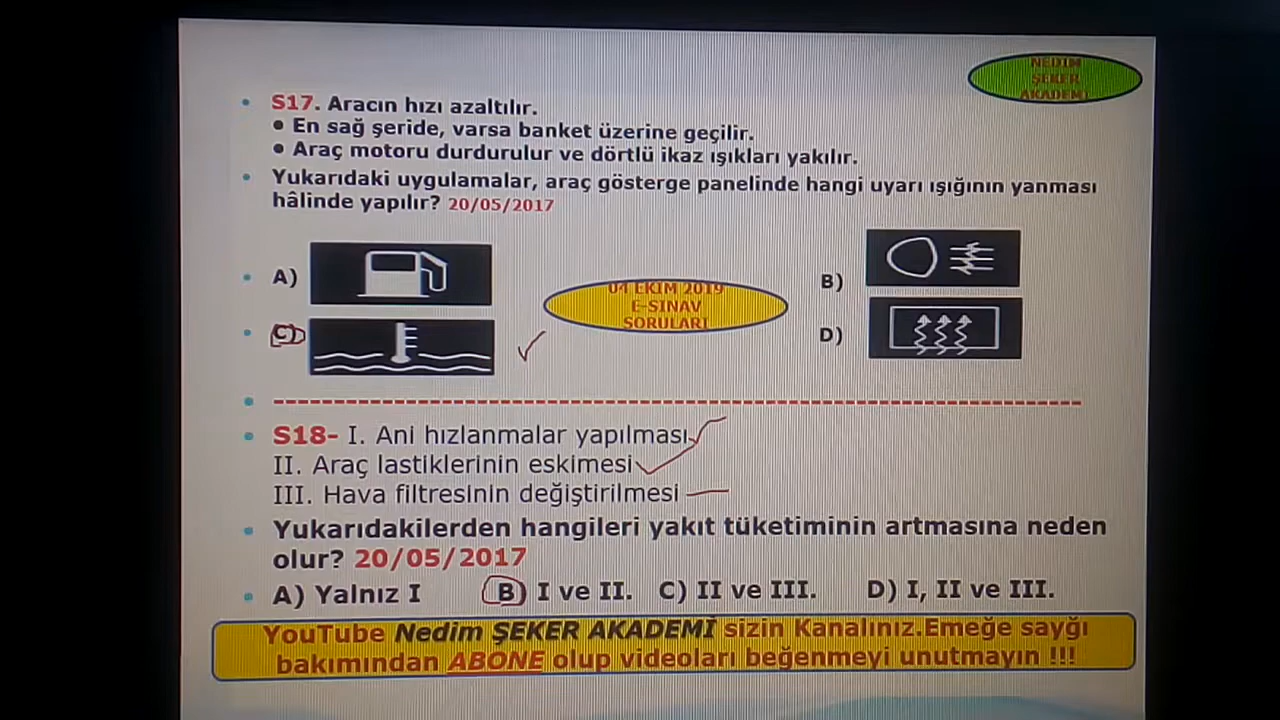 NEDİM
ŞEKER
AKADEMİ
S17. Aracın hızı azaltılır.
En sağ şeride, varsa banket üzerine geçilir.
Araç motoru durdurulur ve dörtlü ikaz ışıkları yakılır.
Yukarıdaki uygulamalar, araç gösterge panelinde hangi uyarı ışığının yanması
hâlinde yapılır? 20/05/2017
A)
B)
04 EKİM 2019
E-SINAV
SORULARI
C)
D)
S18- I. Ani hızlanmalar yapılması
II. Araç lastiklerinin eskimesi
III. Hava filtresinin değiştirilmesi
Yukarıdakilerden hangileri yakıt tüketiminin artmasına neden
olur? 20/05/2017
A) Yalnız I B) I ve II. C) II ve III. D) I, II ve III.
YouTube Nedim ŞEKER AKADEMİ sizin Kanalınız.Emeğe saygı
bakımından ABONE olup videoları beğenmeyi unutmayın !!!